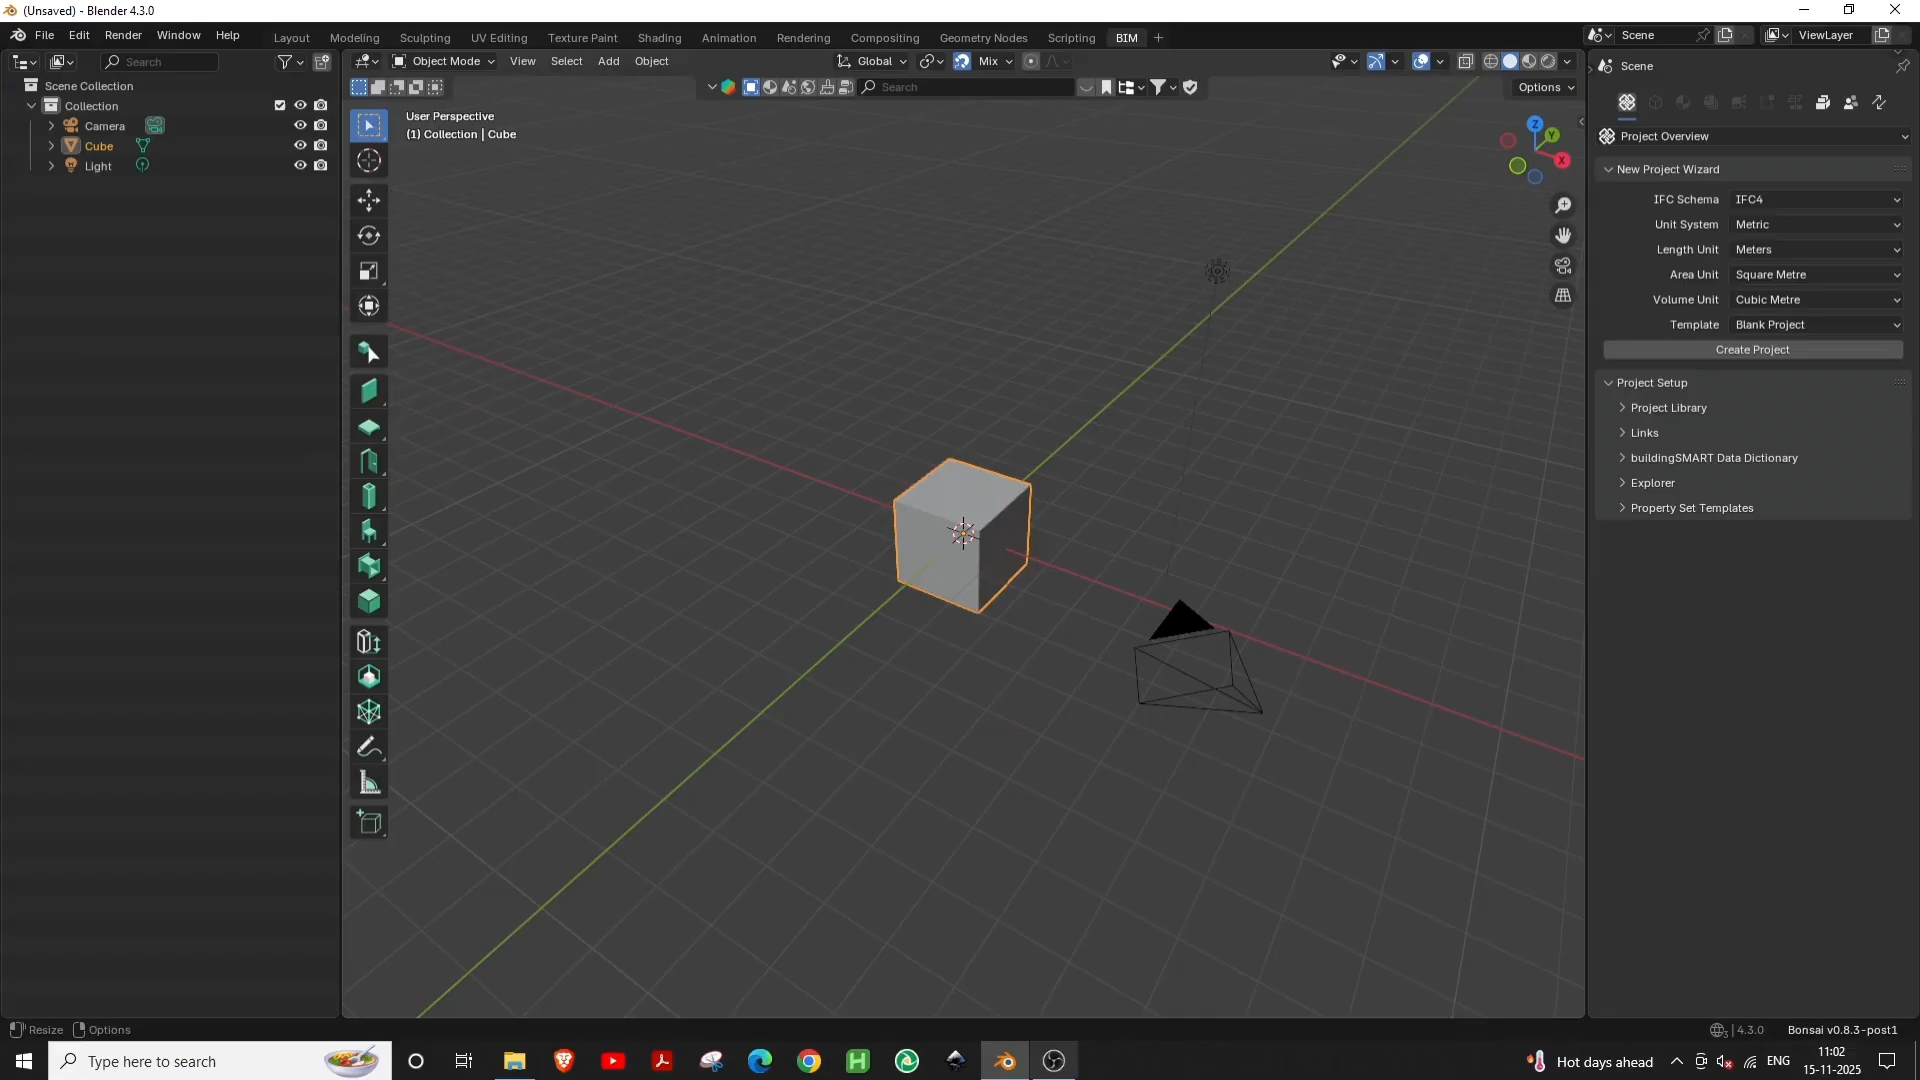 (Unsaved) - Blender 4.3.0
File Edit Render Window Help
Layout Modeling Sculpting UV Editing Texture Paint Shading Animation Rendering Compositing Geometry Nodes Scripting BIM +
Scene
ViewLayer
Search
Object Mode View Select Add Object
Global
Mix
Scene
Scene Collection
Search
Options
Collection
Camera
Cube
Light
User Perspective
(1) Collection | Cube
Z
Y
X
Project Overview
New Project Wizard
IFC Schema IFC4
Unit System Metric
Length Unit Meters
Area Unit Square Metre
Volume Unit Cubic Metre
Template Blank Project
Create Project
Project Setup
Project Library
Links
buildingSMART Data Dictionary
Explorer
Property Set Templates
Resize Options
4.3.0 Bonsai v0.8.3-post1
Type here to search
Hot days ahead
ENG
11:02
15-11-2025